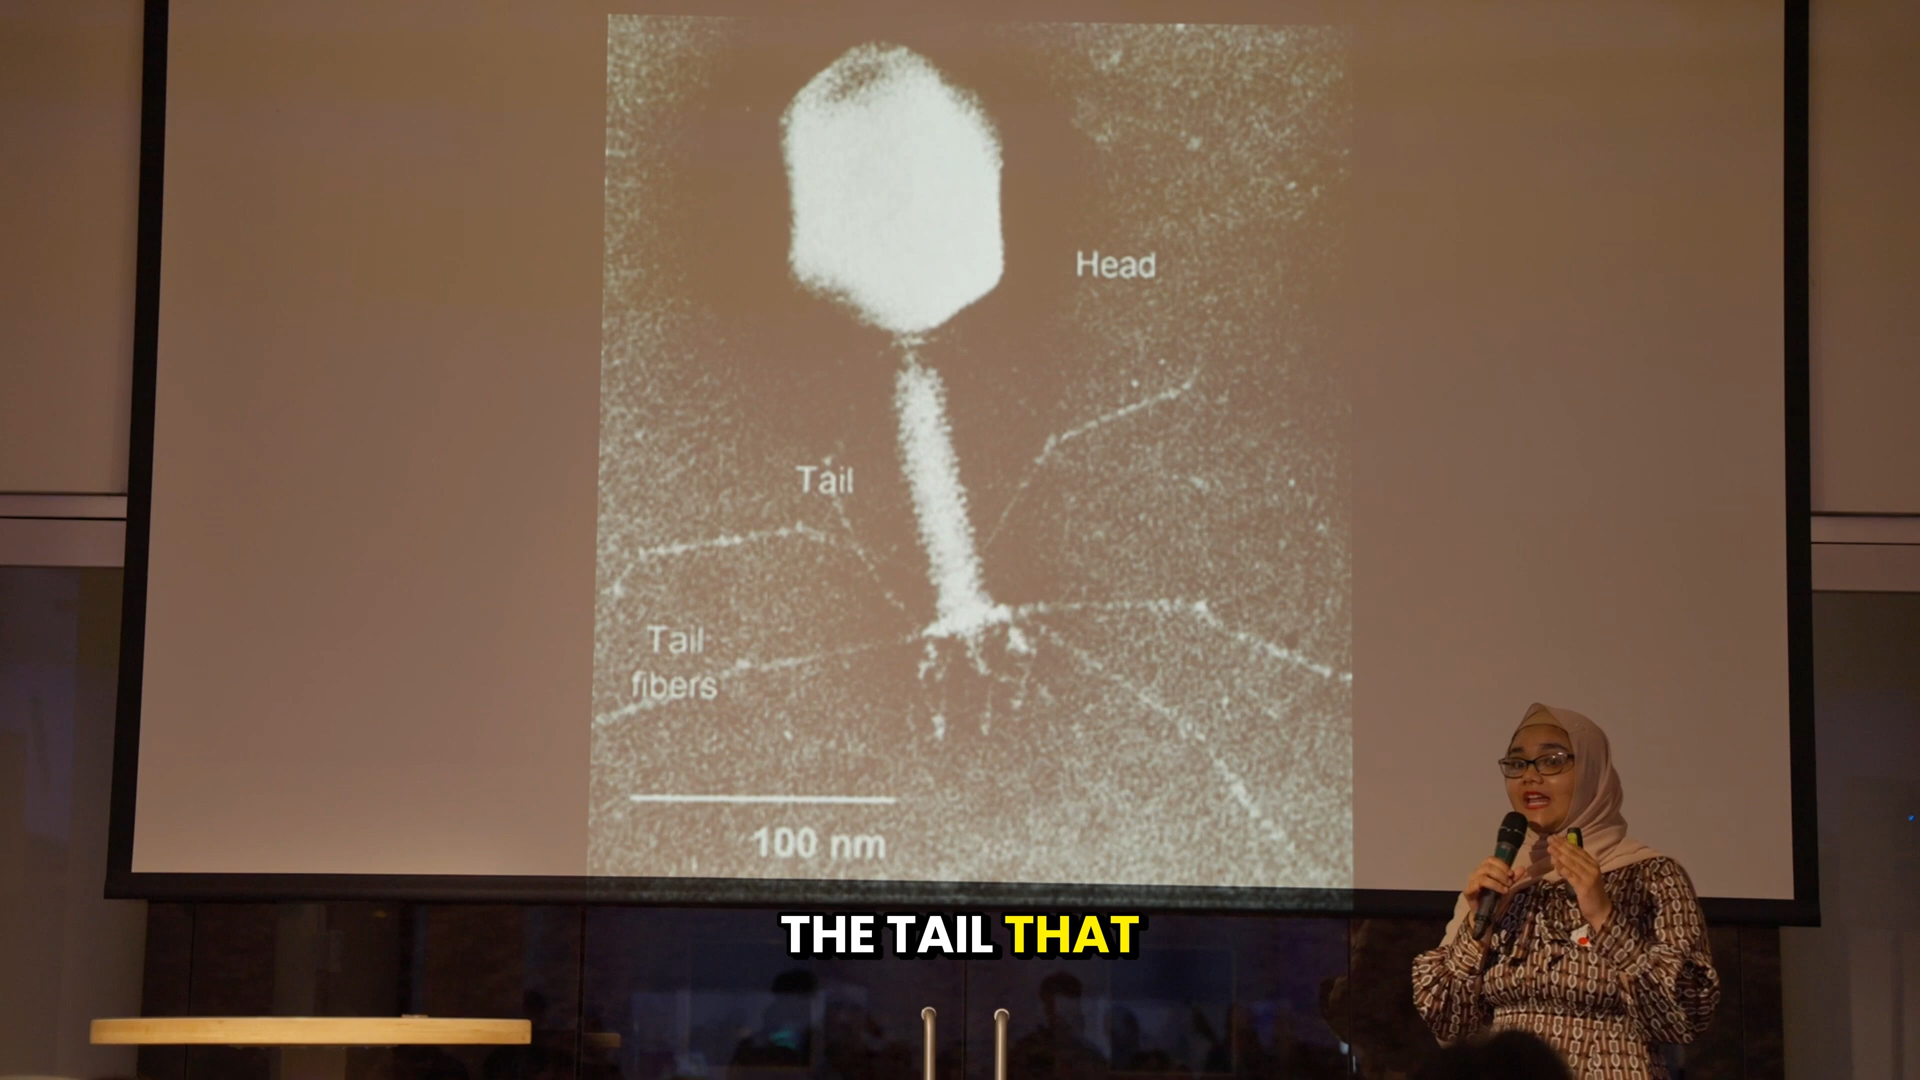 Head
Tail
Tail
fibers
100 nm
THE TAIL THAT